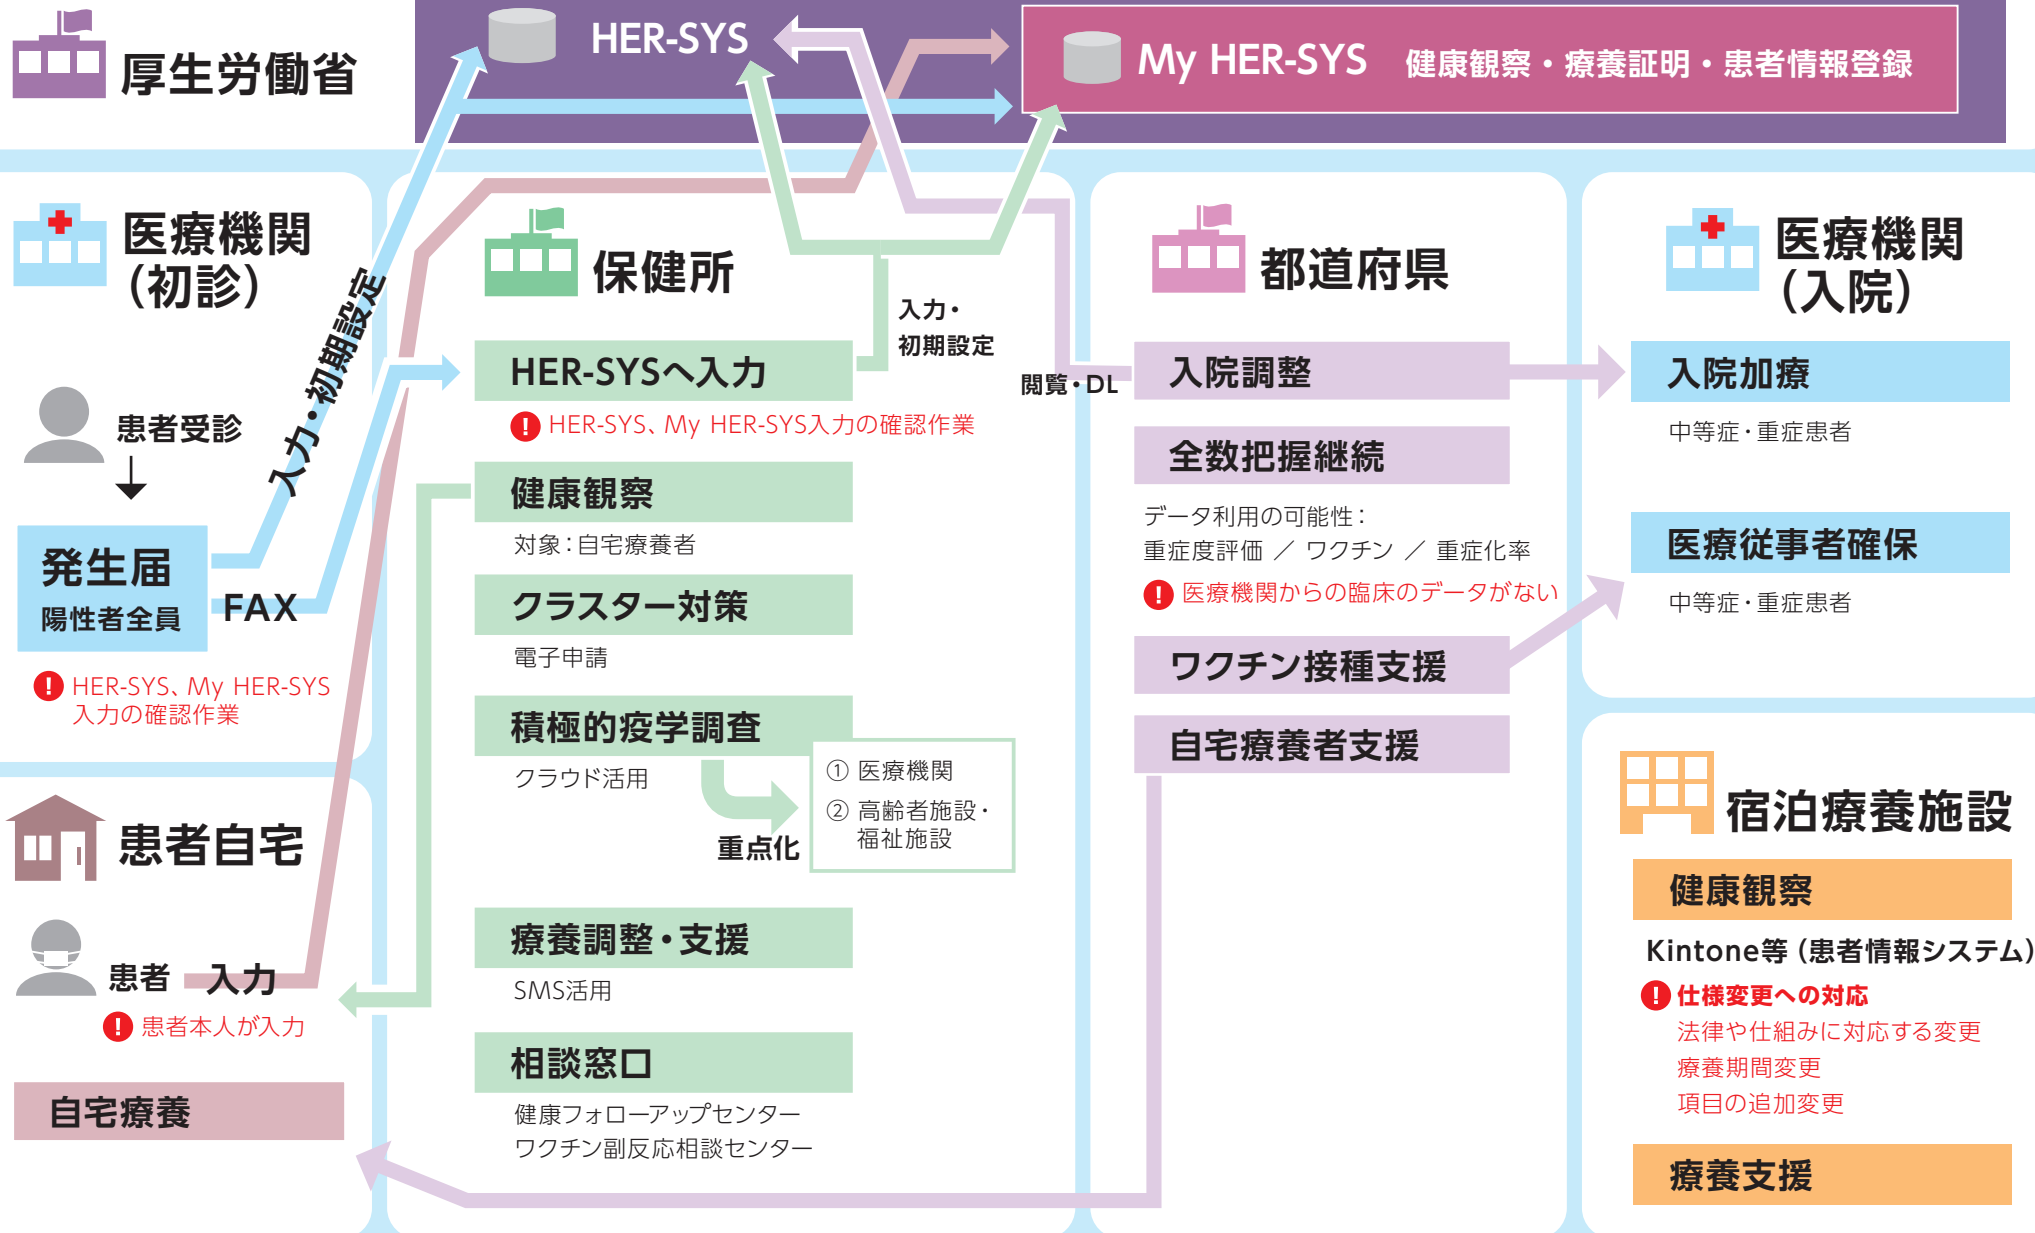 厚生労働省
HER-SYS
My HER-SYS 健康観察・療養証明・患者情報登録
医療機関
（初診）
患者受診
発生届
陽性者全員
入力・初期設定
FAX
! HER-SYS、My HER-SYS
入力の確認作業
患者自宅
患者
入力
! 患者本人が入力
自宅療養
保健所
入力・
初期設定
HER-SYSへ入力
! HER-SYS、My HER-SYS入力の確認作業
健康観察
対象：自宅療養者
クラスター対策
電子申請
積極的疫学調査
クラウド活用
重点化
① 医療機関
② 高齢者施設・
福祉施設
療養調整・支援
SMS活用
相談窓口
健康フォローアップセンター
ワクチン副反応相談センター
都道府県
閲覧・DL
入院調整
全数把握継続
データ利用の可能性：
重症度評価 ／ ワクチン ／ 重症化率
! 医療機関からの臨床のデータがない
ワクチン接種支援
自宅療養者支援
医療機関
（入院）
入院加療
中等症・重症患者
医療従事者確保
中等症・重症患者
宿泊療養施設
健康観察
Kintone等（患者情報システム）
! 仕様変更への対応
法律や仕組みに対応する変更
療養期間変更
項目の追加変更
療養支援